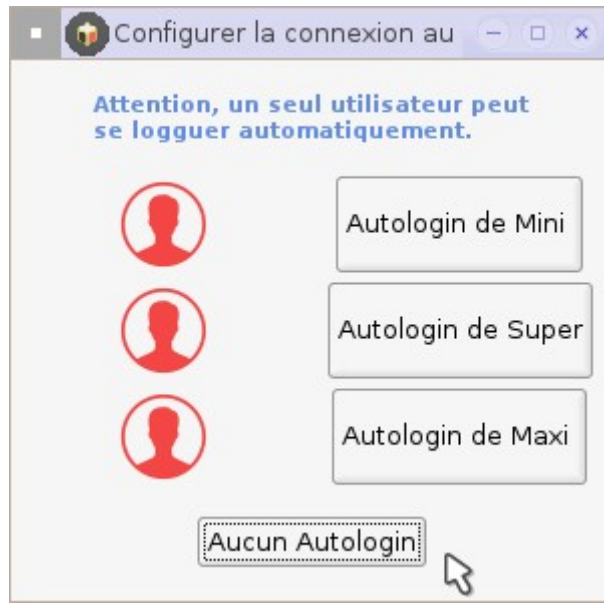 Configurer la connexion au
Attention, un seul utilisateur peut
se logguer automatiquement.
Autologin de Mini
Autologin de Super
Autologin de Maxi
Aucun Autologin